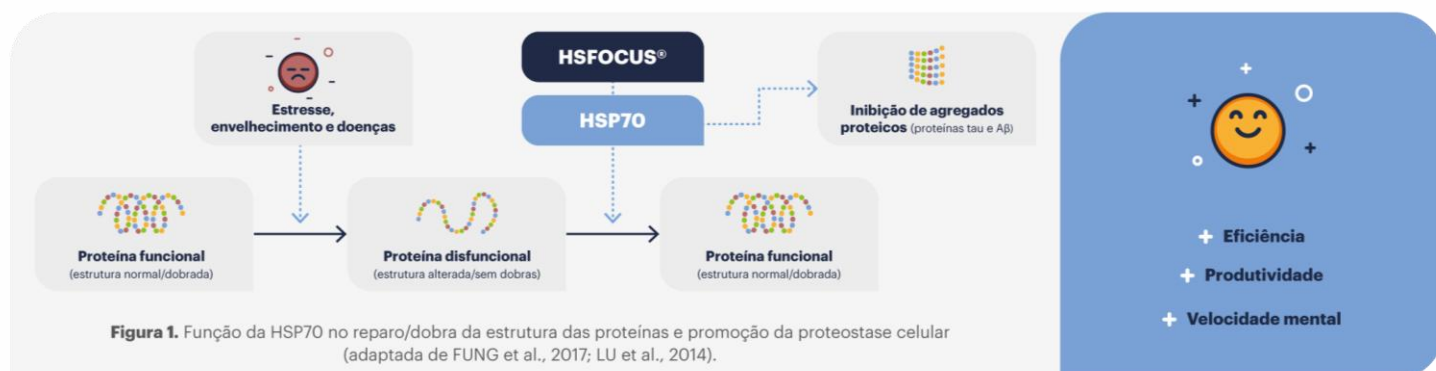 Estresse,
envelhecimento e doenças
HSFOCUS®
HSP70
Inibição de agregados
proteicos (proteínas tau e Aβ)
Proteína funcional
(estrutura normal/dobrada)
Proteína disfuncional
(estrutura alterada/sem dobras)
Proteína funcional
(estrutura normal/dobrada)
Figura 1. Função da HSP70 no reparo/dobra da estrutura das proteínas e promoção da proteostase celular
(adaptada de FUNG et al., 2017; LU et al., 2014).
+ Eficiência
+ Produtividade
+ Velocidade mental